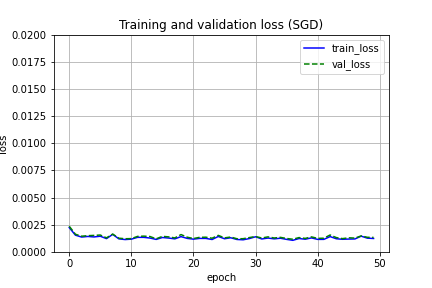 Training and validation loss (SGD)
train_loss
val_loss
0.0200
0.0175
0.0150
0.0125
0.0100
0.0075
0.0050
0.0025
0.0000
loss
0 10 20 30 40 50
epoch